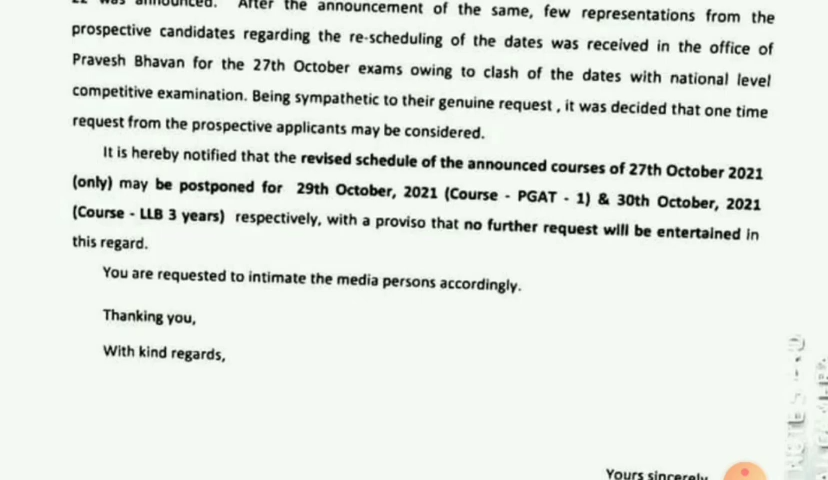 22 was announced. After the announcement of the same, few representations from the
prospective candidates regarding the re-scheduling of the dates was received in the office of
Pravesh Bhavan for the 27th October exams owing to clash of the dates with national level
competitive examination. Being sympathetic to their genuine request , it was decided that one time
request from the prospective applicants may be considered.
It is hereby notified that the revised schedule of the announced courses of 27th October 2021
(only) may be postponed for 29th October, 2021 (Course - PGAT - 1) & 30th October, 2021
(Course - LLB 3 years) respectively, with a proviso that no further request will be entertained in
this regard.
You are requested to intimate the media persons accordingly.
Thanking you,
With kind regards,
Yours sincerely